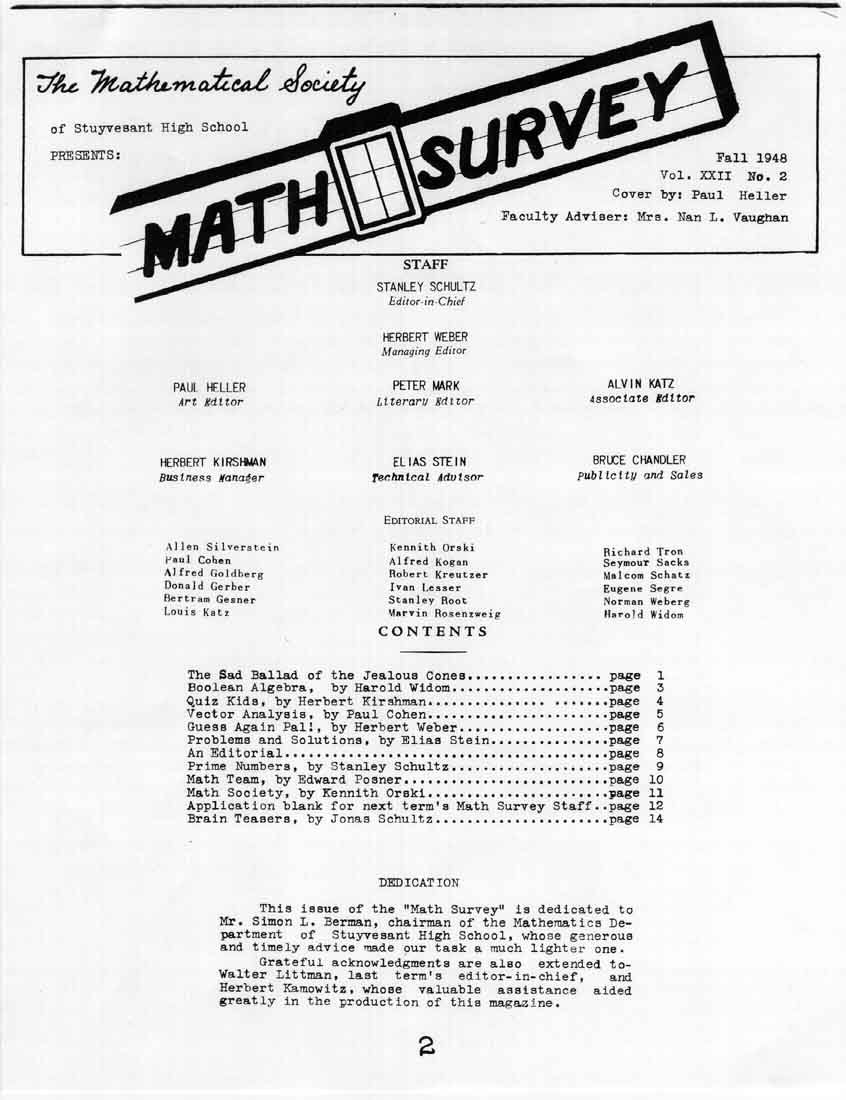 The Mathematical Society
of Stuyvesant High School
PRESENTS:
MATH SURVEY
Fall 1948
Vol. XXII No. 2
Cover by: Paul Heller
Faculty Adviser: Mrs. Nan L. Vaughan
STAFF
STANLEY SCHULTZ
Editor-in-Chief
HERBERT WEBER
Managing Editor
PAUL HELLER
Art Editor
PETER MARK
Literary Editor
ALVIN KATZ
Associate Editor
HERBERT KIRSHMAN
Business Manager
ELIAS STEIN
Technical Advisor
BRUCE CHANDLER
Publicity and Sales
EDITORIAL STAFF
Allen Silverstein
Paul Cohen
Alfred Goldberg
Donald Gerber
Bertram Gesner
Louis Katz
Kennith Orski
Alfred Kogan
Robert Kreutzer
Ivan Lesser
Stanley Root
Marvin Rosenzweig
Richard Tron
Seymour Sacks
Malcom Schatz
Eugene Segre
Norman Weberg
Harold Widom
CONTENTS
The Sad Ballad of the Jealous Cones................. page 1
Boolean Algebra, by Harold Widom....................page 3
Quiz Kids, by Herbert Kirshman............... .......page 4
Vector Analysis, by Paul Cohen.......................page 5
Guess Again Pal!, by Herbert Weber...................page 6
Problems and Solutions, by Elias Stein...............page 7
An Editorial.........................................page 8
Prime Numbers, by Stanley Schultz....................page 9
Math Team, by Edward Posner..........................page 10
Math Society, by Kennith Orski.......................page 11
Application blank for next term's Math Survey Staff..page 12
Brain Teasers, by Jonas Schultz......................page 14
DEDICATION
This issue of the "Math Survey" is dedicated to
Mr. Simon L. Berman, chairman of the Mathematics De-
partment of Stuyvesant High School, whose generous
and timely advice made our task a much lighter one.
Grateful acknowledgments are also extended to-
Walter Littman, last term's editor-in-chief, and
Herbert Kamowitz, whose valuable assistance aided
greatly in the production of this magazine.
2